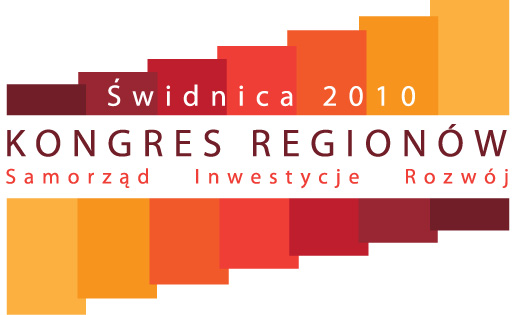 Świdnica 2010
KONGRES REGIONÓW
Samorząd Inwestycje Rozwój